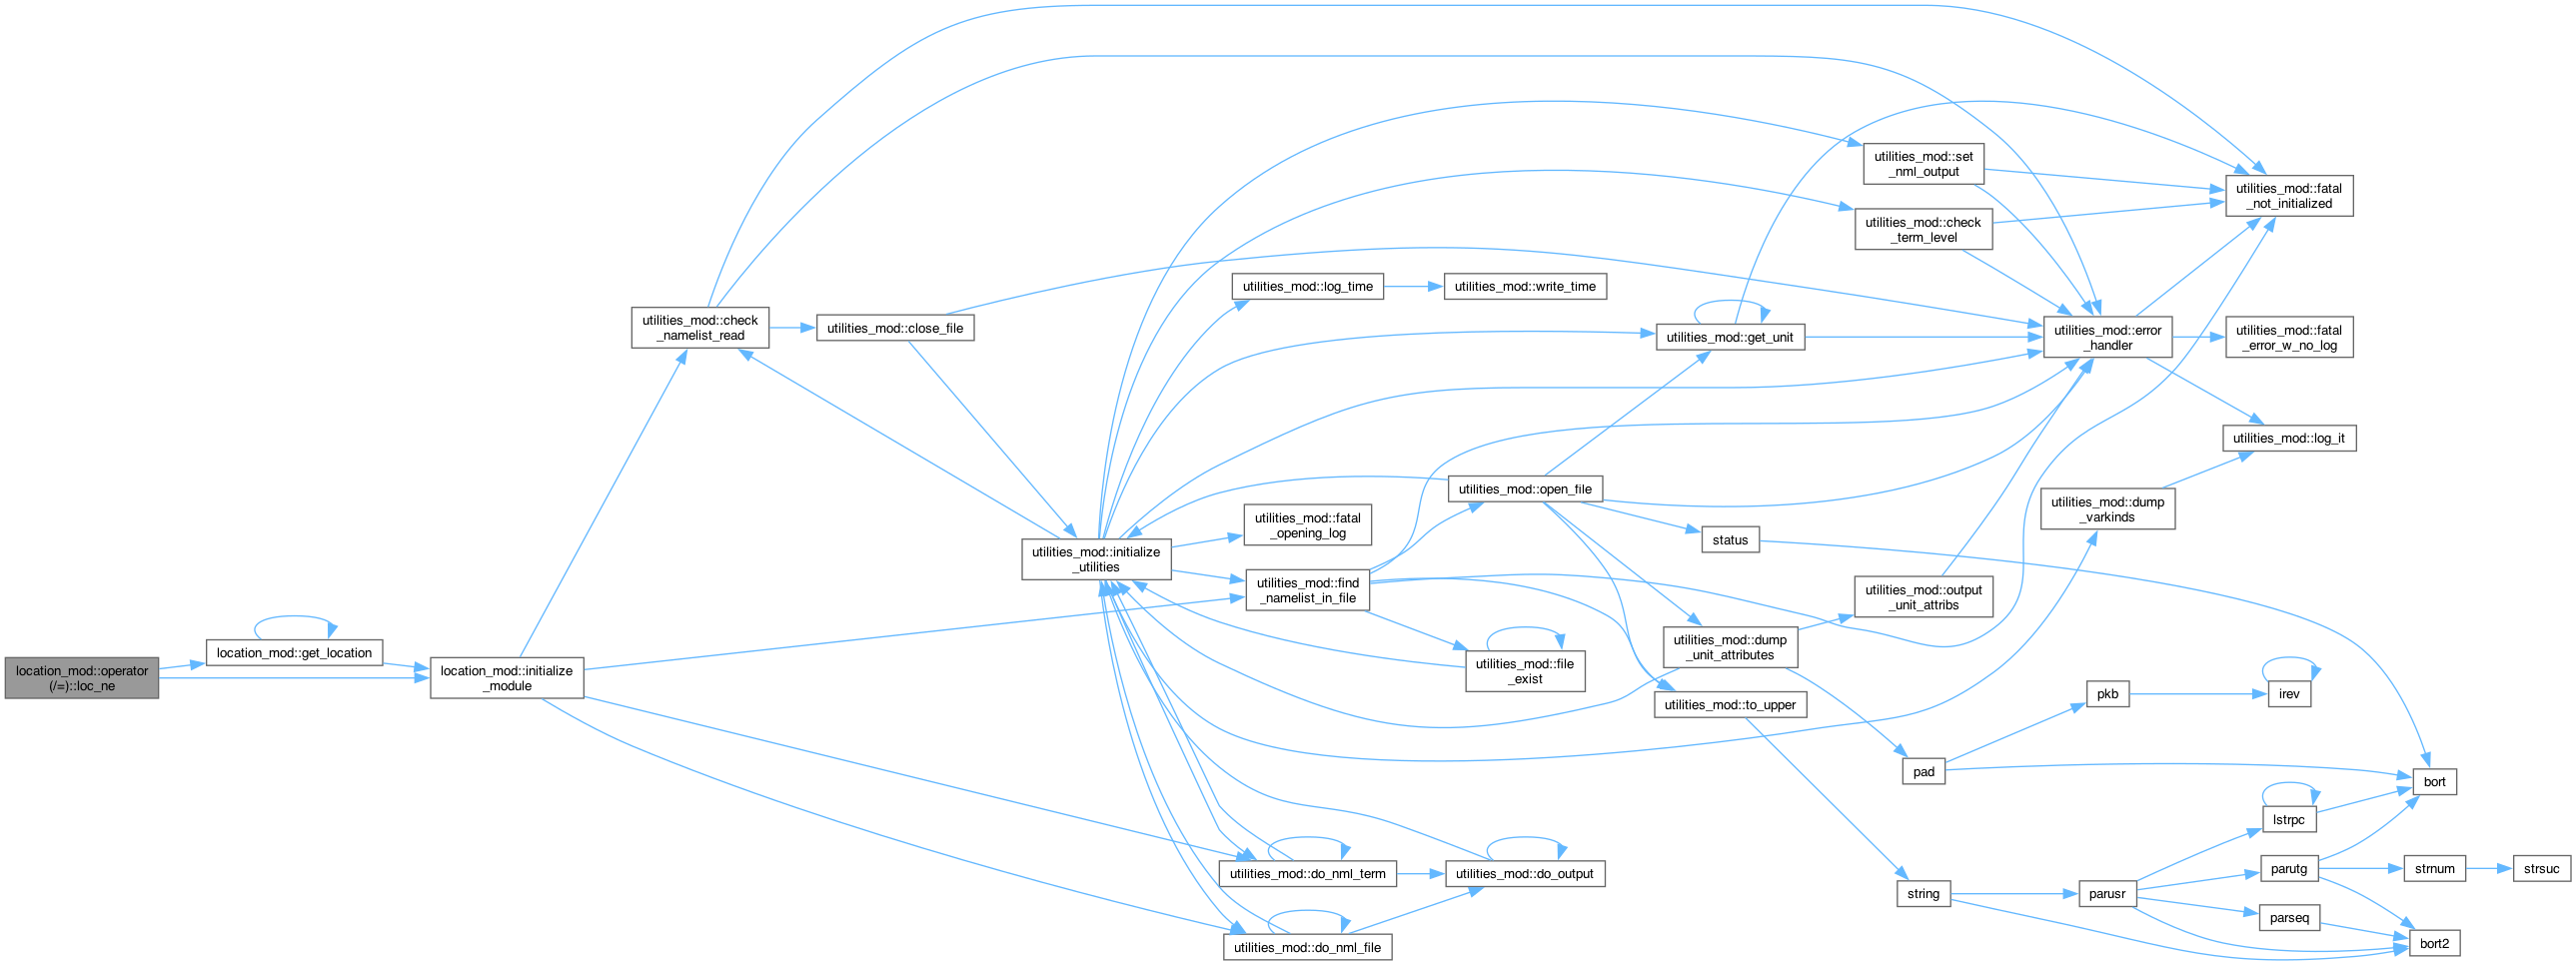 location_mod::operator
(/=)::loc_ne
location_mod::get_location
location_mod::initialize
_module
utilities_mod::check
_namelist_read
utilities_mod::close_file
utilities_mod::initialize
_utilities
utilities_mod::log_time
utilities_mod::write_time
utilities_mod::fatal
_opening_log
utilities_mod::find
_namelist_in_file
utilities_mod::open_file
utilities_mod::file
_exist
utilities_mod::do_nml_term
utilities_mod::do_nml_file
utilities_mod::do_output
utilities_mod::get_unit
status
utilities_mod::dump
_unit_attributes
utilities_mod::to_upper
utilities_mod::set
_nml_output
utilities_mod::check
_term_level
utilities_mod::output
_unit_attribs
pad
string
utilities_mod::error
_handler
utilities_mod::dump
_varkinds
pkb
parusr
utilities_mod::fatal
_not_initialized
utilities_mod::fatal
_error_w_no_log
utilities_mod::log_it
irev
lstrpc
parutg
parseq
bort
strnum
bort2
strsuc